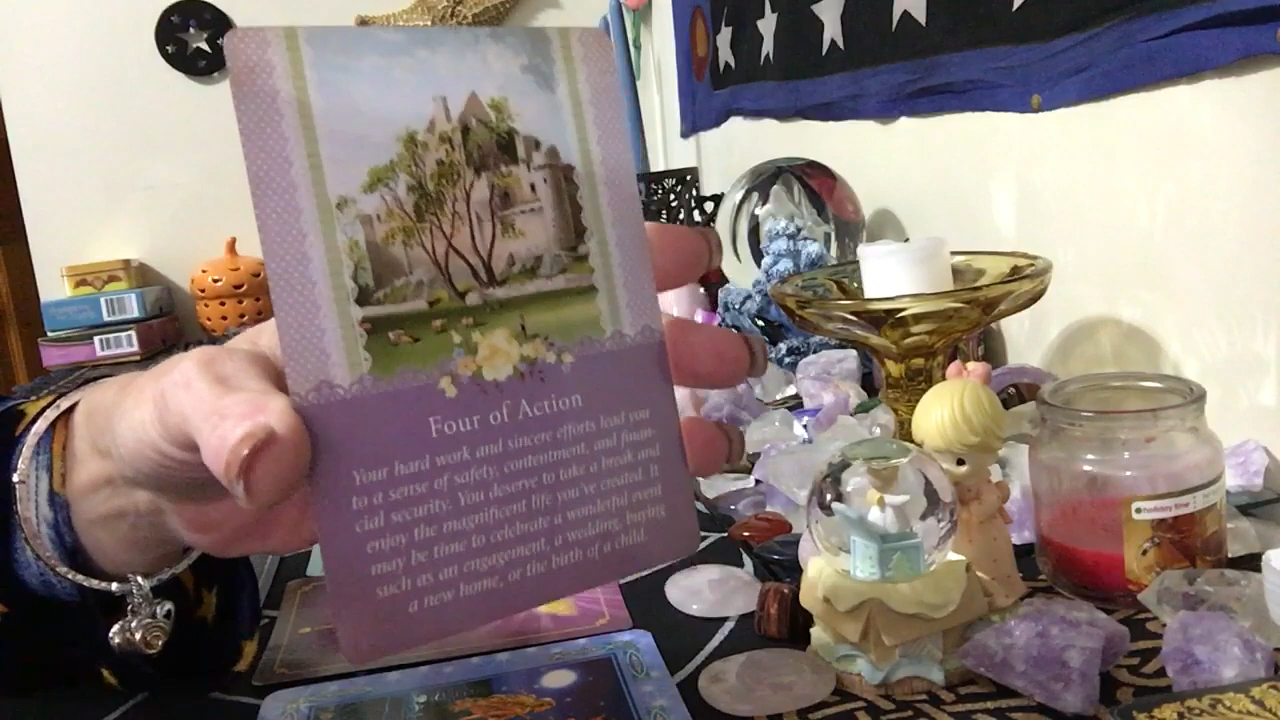 Four of Action
Your hard work and sincere efforts lead you
to a sense of safety, contentment, and finan-
cial security. You deserve to take a break and
enjoy the magnificent life you've created. It
may be time to celebrate a wonderful event
such as an engagement, a wedding, buying
a new home, or the birth of a child.
holiday time